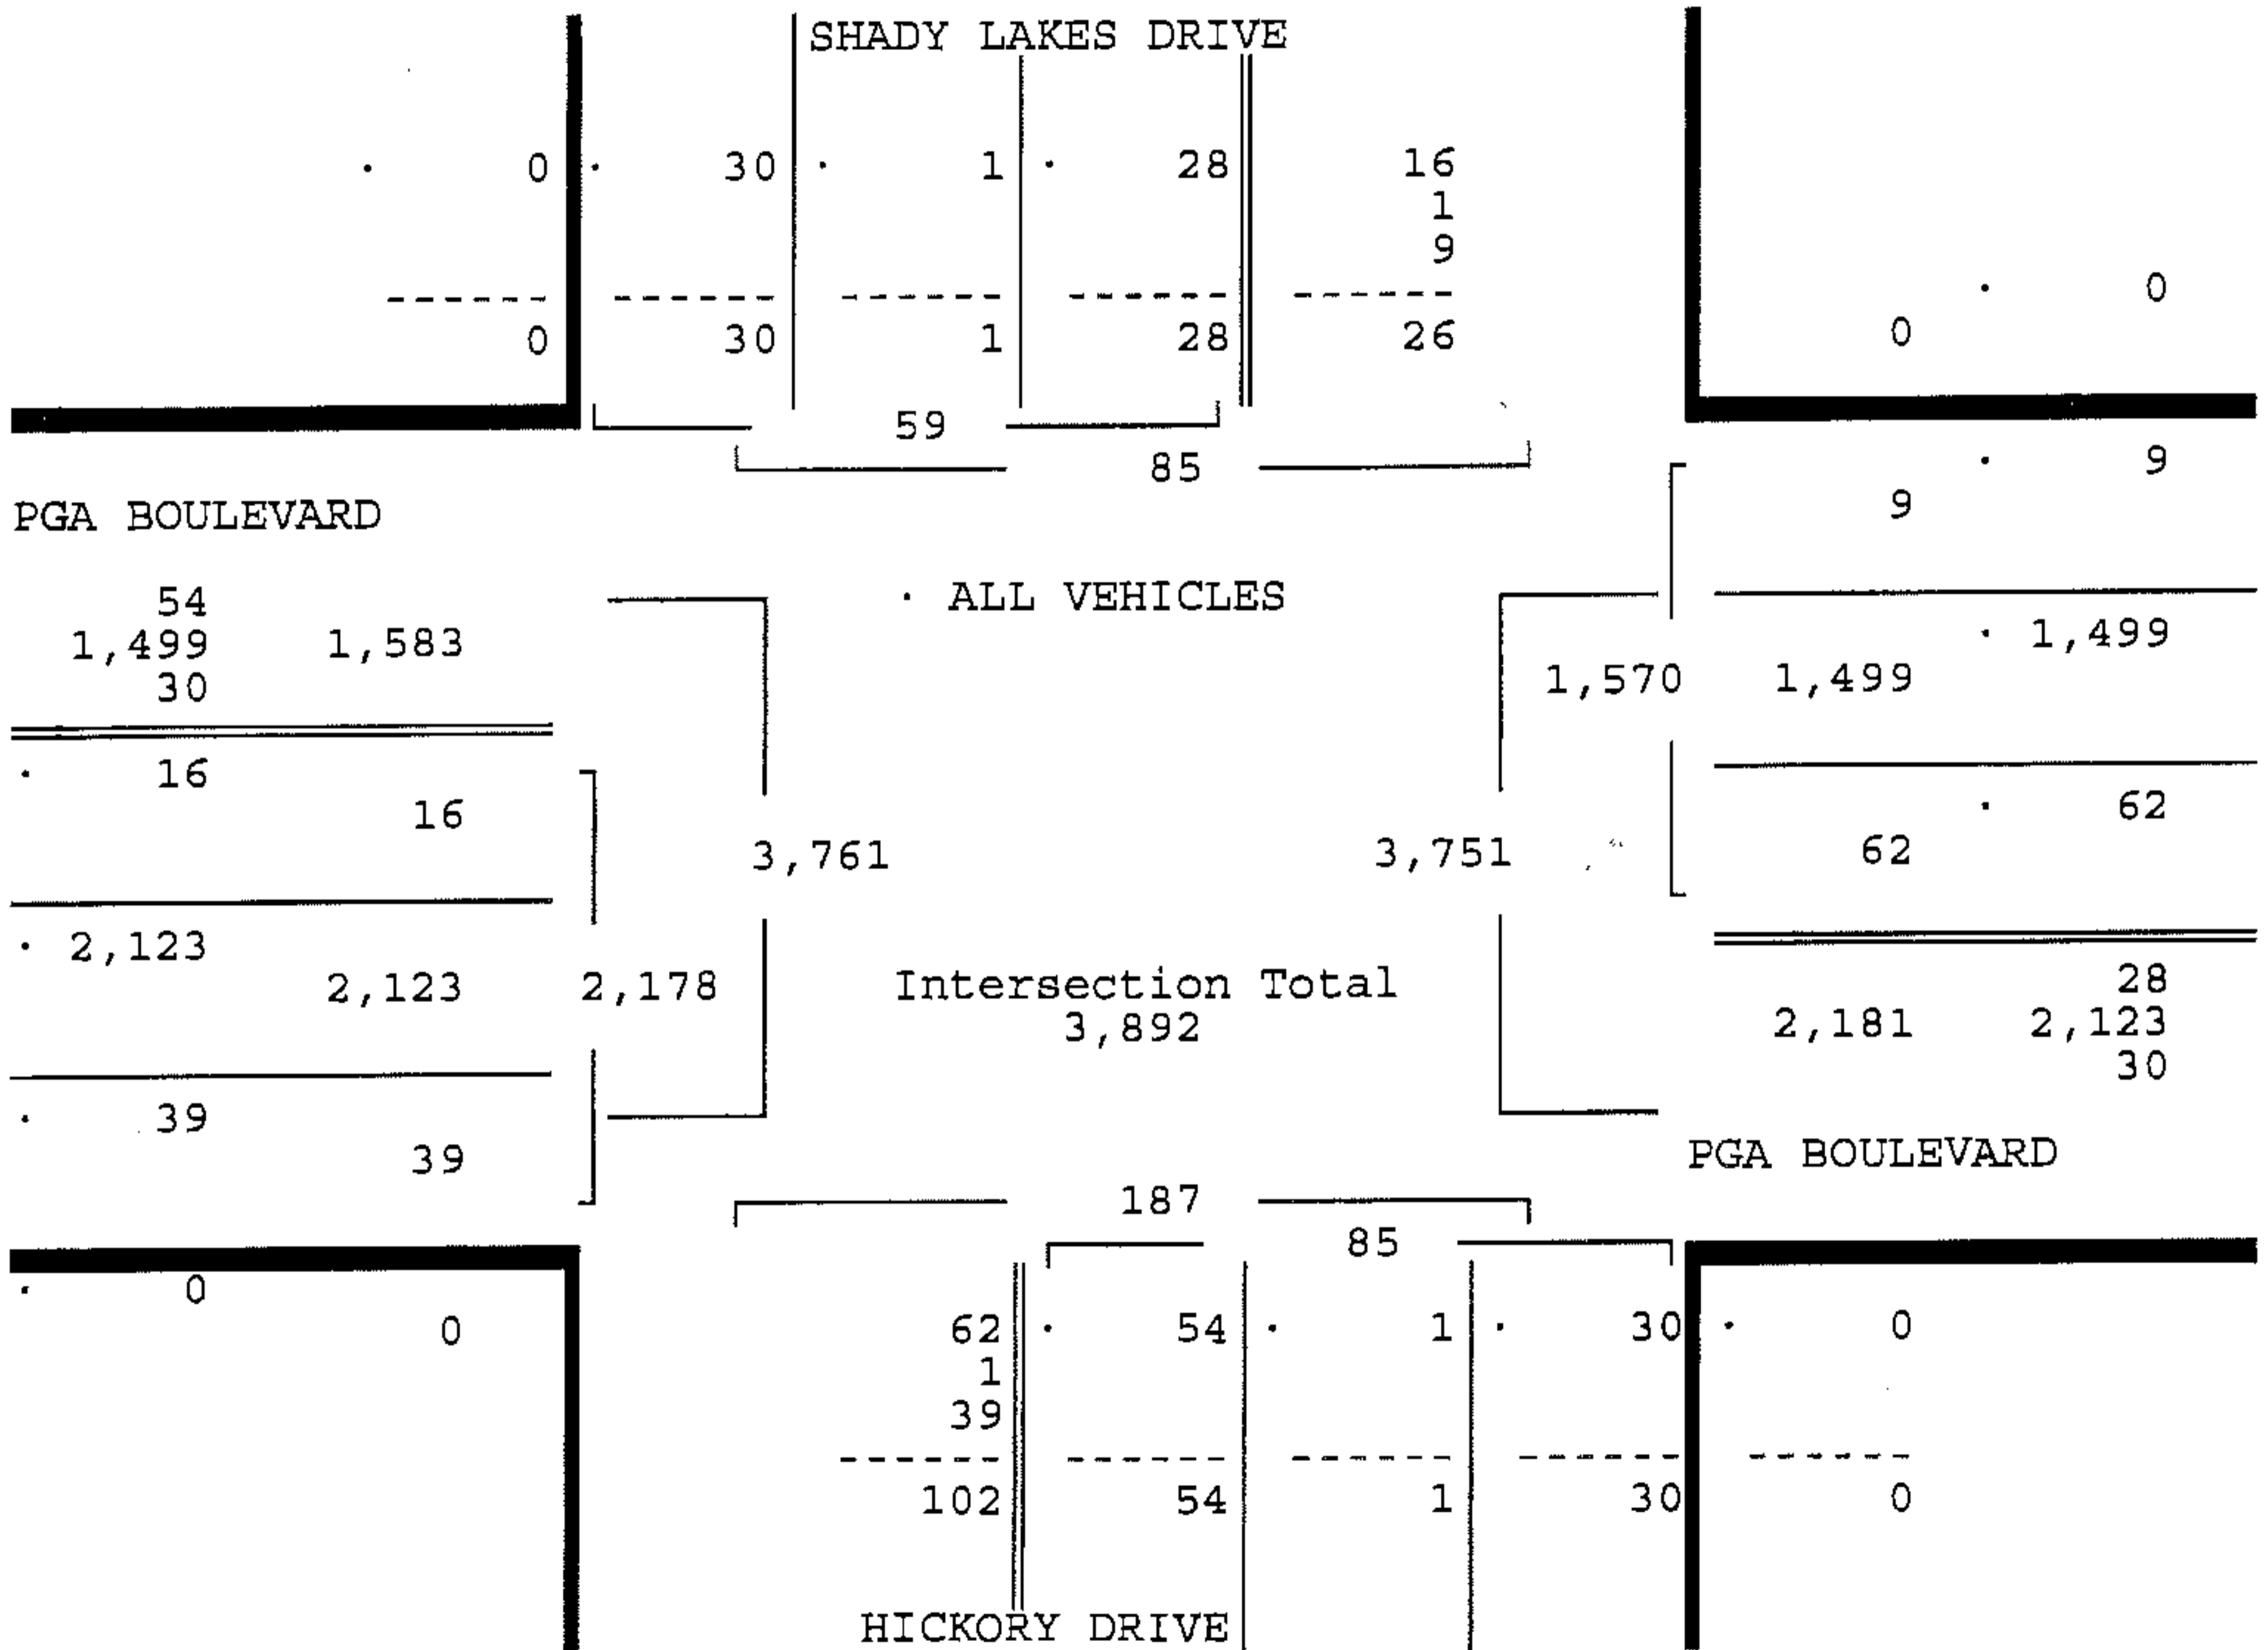 SHADY LAKES DRIVE
· 0 · 30 · 1 · 28 16
1
9
· 0
------ ------ ------ ------ ------
0 30 1 28 26
0
59
85
· 9
9
PGA BOULEVARD
54
· ALL VEHICLES
1,499 1,583
· 1,499
30
1,570 1,499
· 16
16
· 62
3,761
3,751
62
· 2,123
2,123 2,178
Intersection Total
28
3,892
2,181 2,123
30
· 39
39
PGA BOULEVARD
187
85
· 0
0
62 · 54 · 1 · 30 · 0
1
39
------ ------ ------ ------ ------
102 54 1 30 0
HICKORY DRIVE